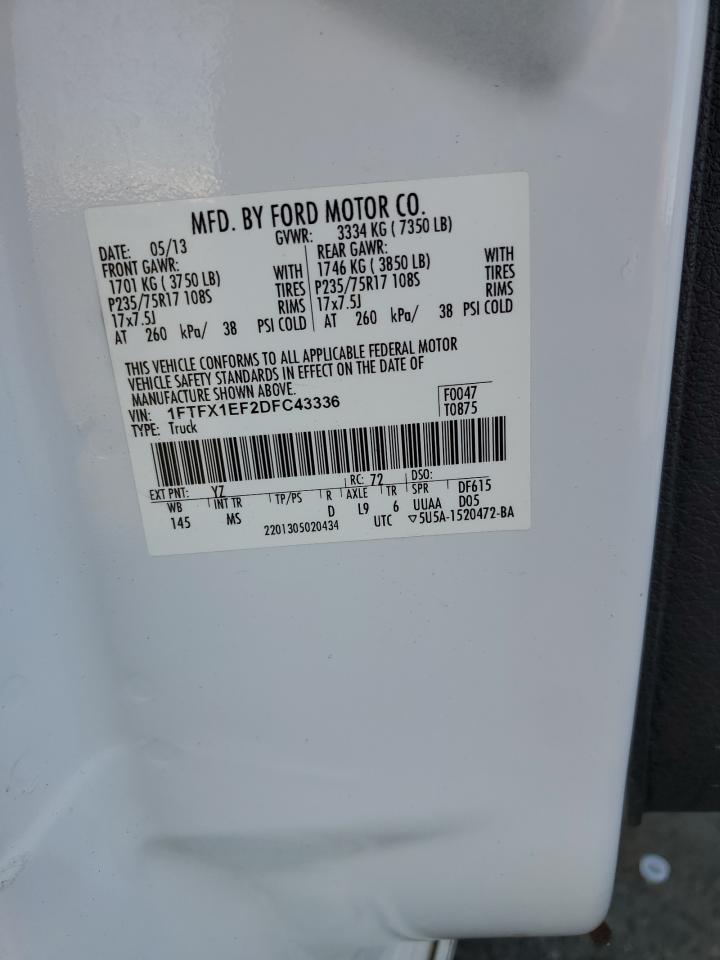 MFD. BY FORD MOTOR CO.
DATE: 05/13 GVWR: 3334 KG ( 7350 LB)
FRONT GAWR: REAR GAWR:
1701 KG ( 3750 LB) WITH 1746 KG ( 3850 LB) WITH
P235/75R17 108S TIRES P235/75R17 108S TIRES
17x7.5J RIMS 17x7.5J RIMS
AT 260 kPa/ 38 PSI COLD AT 260 kPa/ 38 PSI COLD
THIS VEHICLE CONFORMS TO ALL APPLICABLE FEDERAL MOTOR
VEHICLE SAFETY STANDARDS IN EFFECT ON THE DATE OF
MANUFACTURE SHOWN ABOVE.
VIN: 1FTFX1EF2DFC43336 F0047
TYPE: Truck T0875
EXT PNT: YZ RC: 72 DSO:
WB INT TR TP/PS R AXLE TR SPR DF615
145 MS D L9 6 UUAA D05
2201305020434 UTC ▽5U5A-1520472-BA